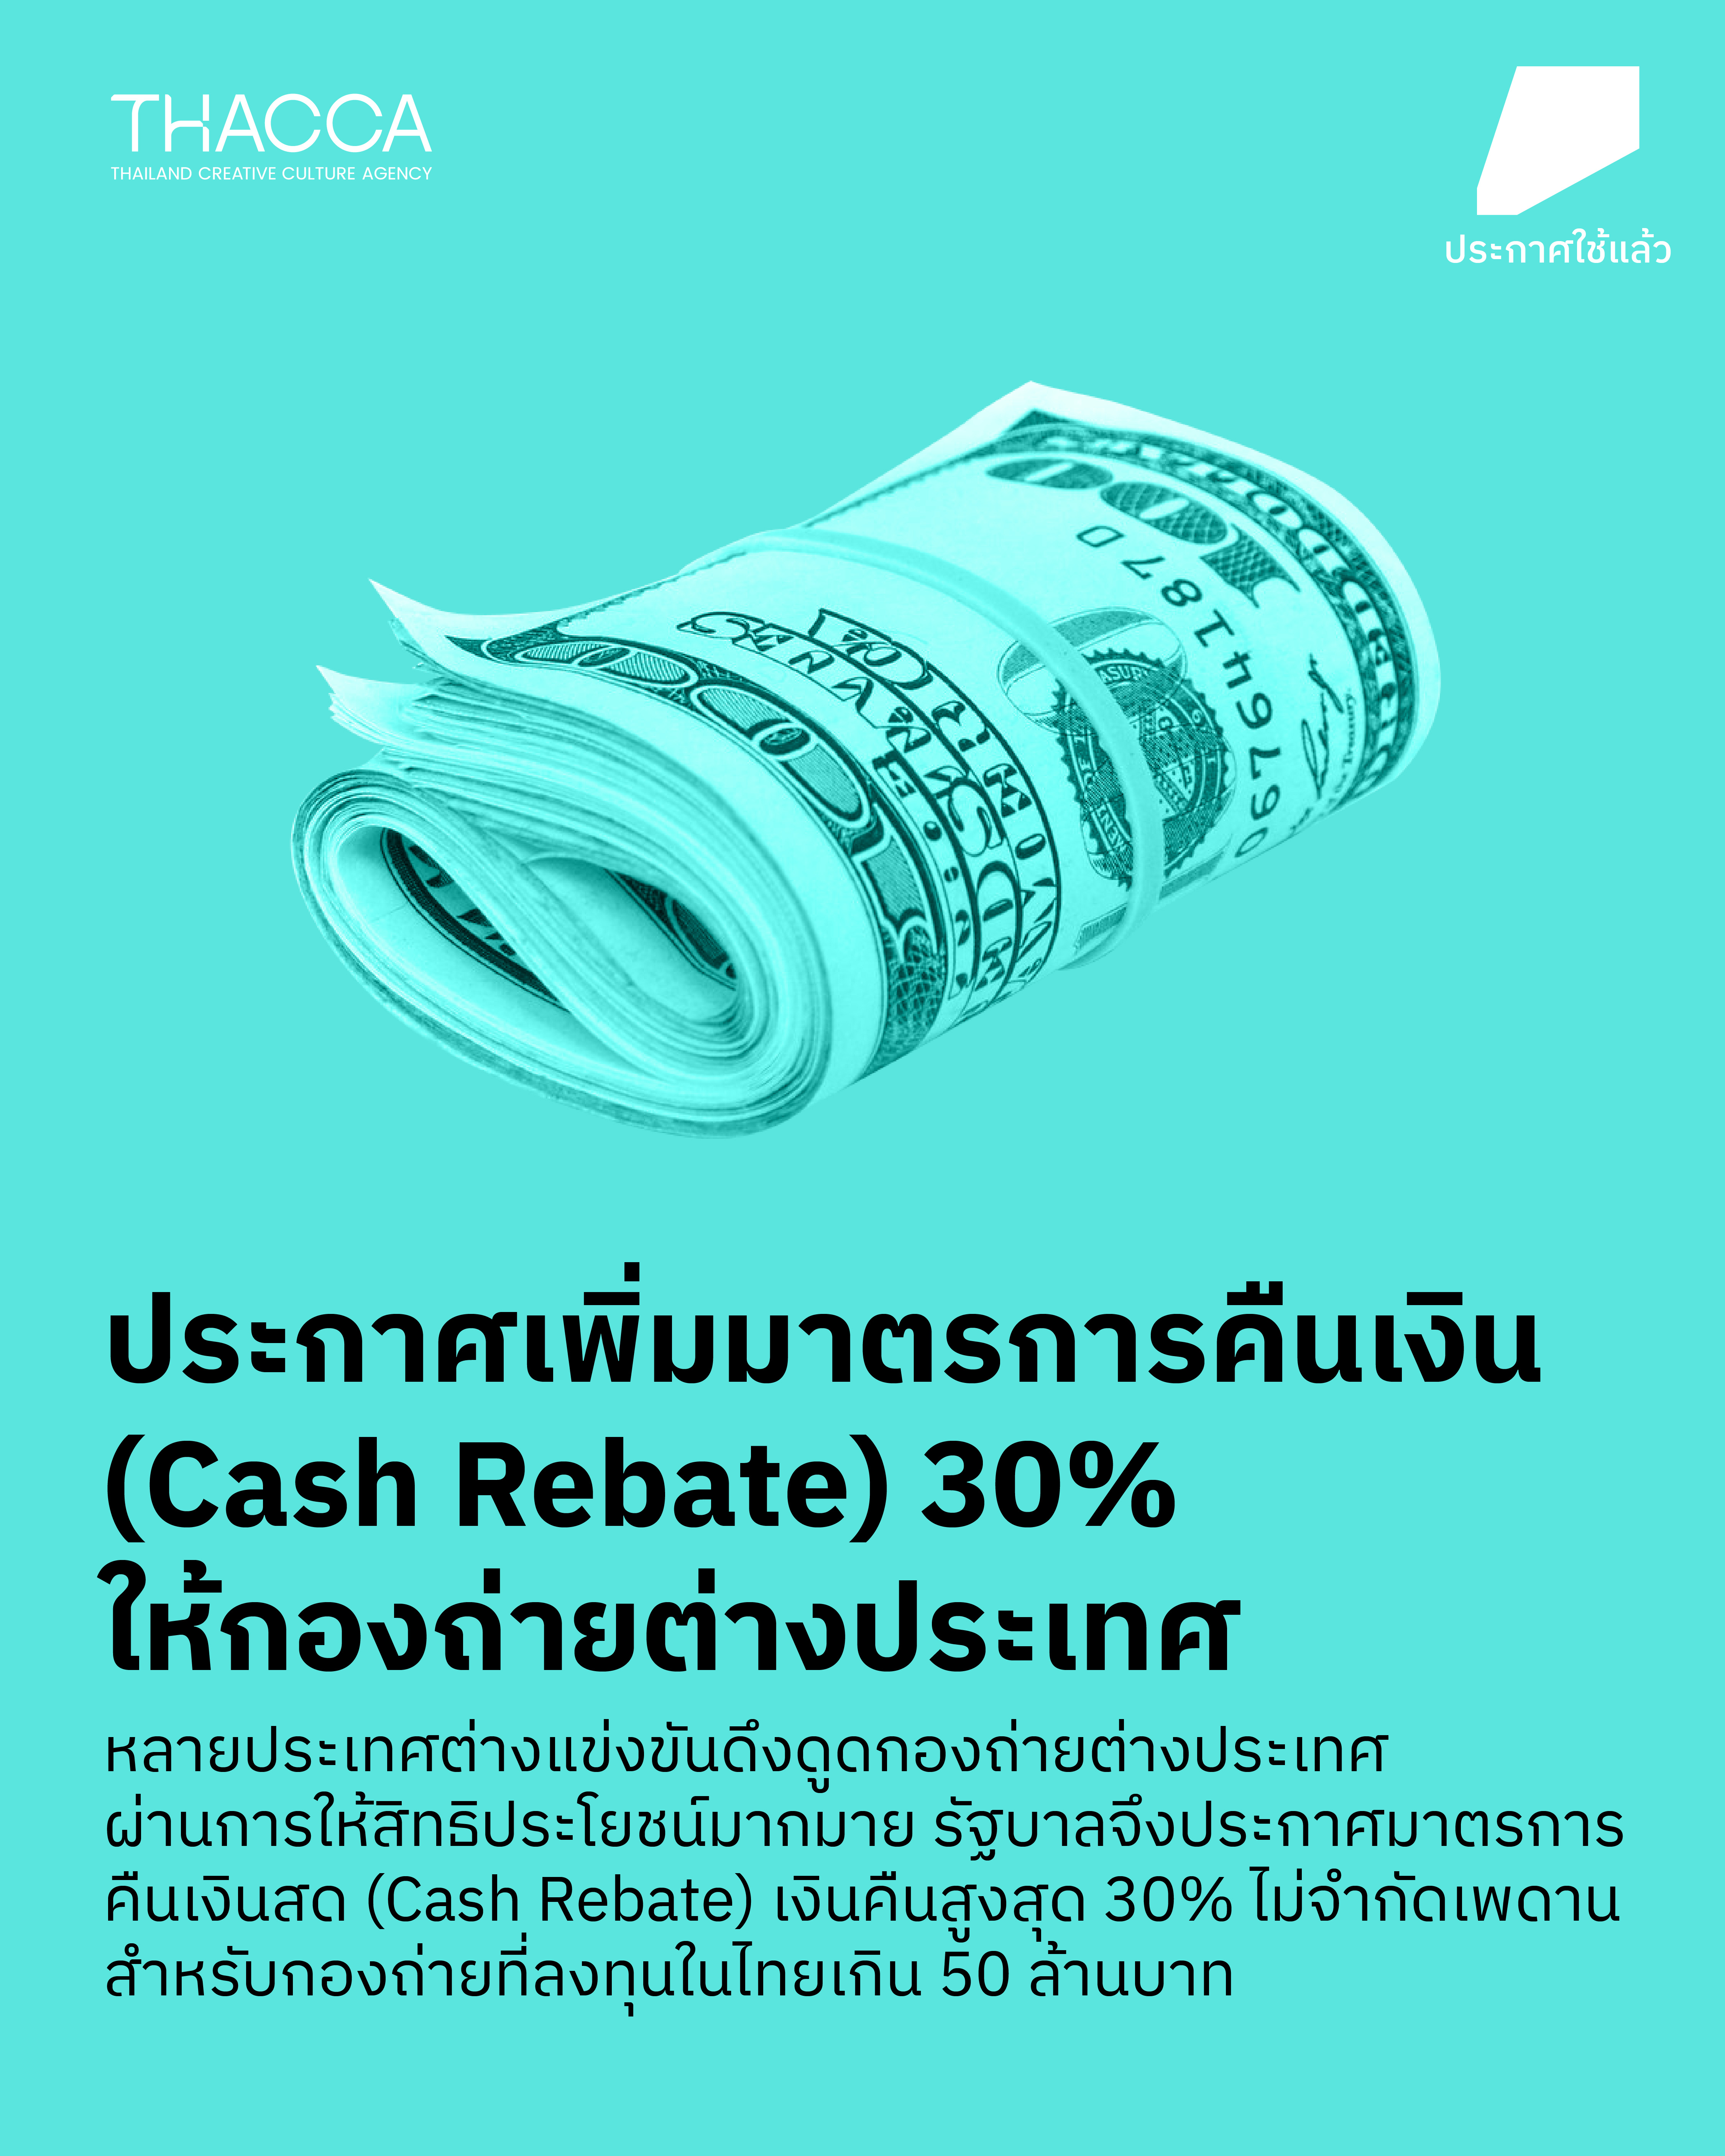 THACCA
THAILAND CREATIVE CULTURE AGENCY
ประกาศใช้แล้ว
100
06764187D
ประกาศเพิ่มมาตรการคืนเงิน
(Cash Rebate) 30%
ให้กองถ่ายต่างประเทศ
หลายประเทศต่างแข่งขันดึงดูดกองถ่ายต่างประเทศ
ผ่านการให้สิทธิประโยชน์มากมาย รัฐบาลจึงประกาศมาตรการ
คืนเงินสด (Cash Rebate) เงินคืนสูงสุด 30% ไม่จำกัดเพดาน
สำหรับกองถ่ายที่ลงทุนในไทยเกิน 50 ล้านบาท